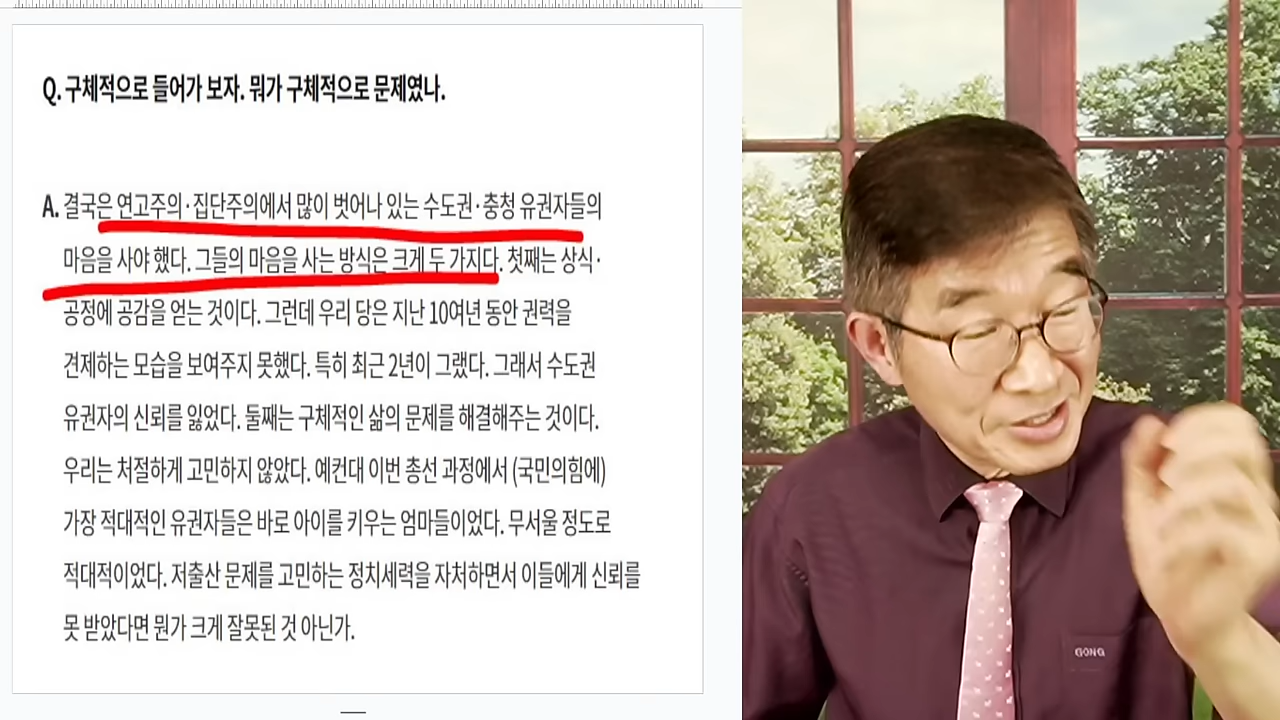 Q. 구체적으로 들어가 보자. 뭐가 구체적으로 문제였나.
A. 결국은 연고주의·집단주의에서 많이 벗어나 있는 수도권·충청 유권자들의
마음을 사야 했다. 그들의 마음을 사는 방식은 크게 두 가지다. 첫째는 상식·
공정에 공감을 얻는 것이다. 그런데 우리 당은 지난 10여년 동안 권력을
견제하는 모습을 보여주지 못했다. 특히 최근 2년이 그랬다. 그래서 수도권
유권자의 신뢰를 잃었다. 둘째는 구체적인 삶의 문제를 해결해주는 것이다.
우리는 처절하게 고민하지 않았다. 예컨대 이번 총선 과정에서 (국민의힘에)
가장 적대적인 유권자들은 바로 아이를 키우는 엄마들이었다. 무서울 정도로
적대적이었다. 저출산 문제를 고민하는 정치세력을 자처하면서 이들에게 신뢰를
못 받았다면 뭔가 크게 잘못된 것 아닌가.
GONG